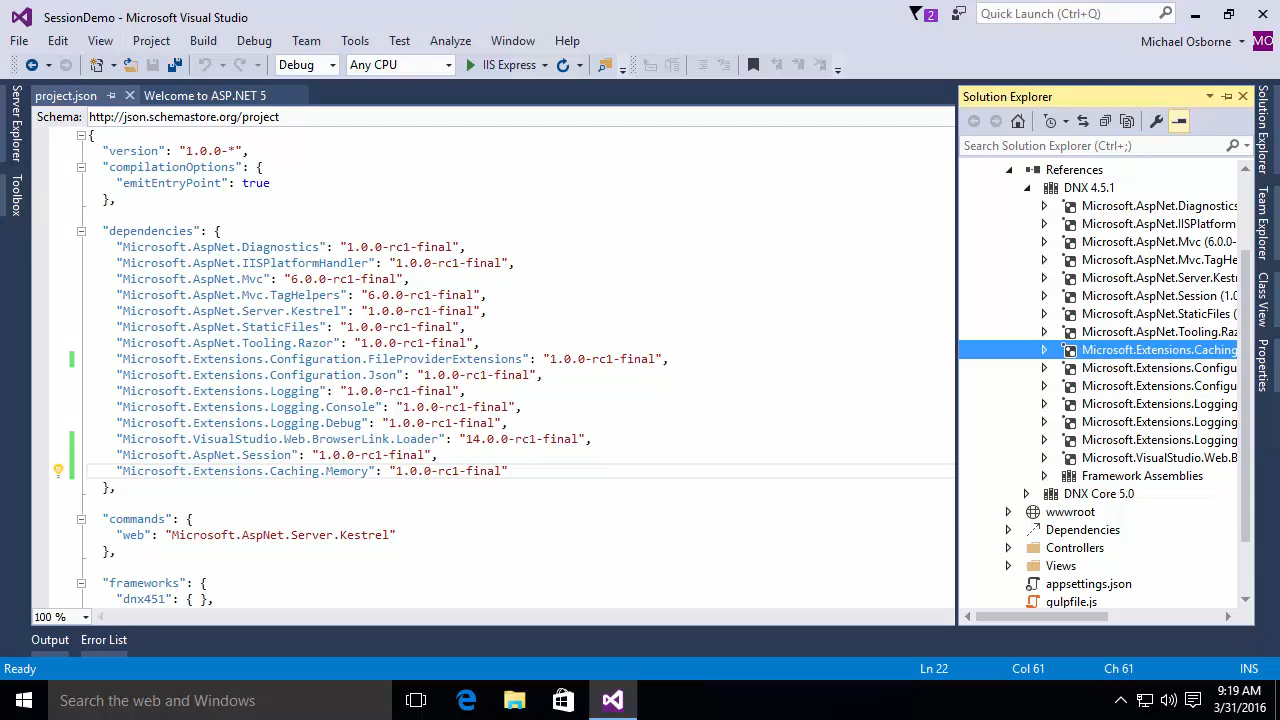 SessionDemo - Microsoft Visual Studio
2
Quick Launch (Ctrl+Q)
File Edit View Project Build Debug Team Tools Test Analyze Window Help
Michael Osborne
MO
Debug
Any CPU
IIS Express
project.json
Welcome to ASP.NET 5
Schema: http://json.schemastore.org/project
{
"version": "1.0.0-*",
"compilationOptions": {
"emitEntryPoint": true
},
"dependencies": {
"Microsoft.AspNet.Diagnostics": "1.0.0-rc1-final",
"Microsoft.AspNet.IISPlatformHandler": "1.0.0-rc1-final",
"Microsoft.AspNet.Mvc": "6.0.0-rc1-final",
"Microsoft.AspNet.Mvc.TagHelpers": "6.0.0-rc1-final",
"Microsoft.AspNet.Server.Kestrel": "1.0.0-rc1-final",
"Microsoft.AspNet.StaticFiles": "1.0.0-rc1-final",
"Microsoft.AspNet.Tooling.Razor": "1.0.0-rc1-final",
"Microsoft.Extensions.Configuration.FileProviderExtensions": "1.0.0-rc1-final",
"Microsoft.Extensions.Configuration.Json": "1.0.0-rc1-final",
"Microsoft.Extensions.Logging": "1.0.0-rc1-final",
"Microsoft.Extensions.Logging.Console": "1.0.0-rc1-final",
"Microsoft.Extensions.Logging.Debug": "1.0.0-rc1-final",
"Microsoft.VisualStudio.Web.BrowserLink.Loader": "14.0.0-rc1-final",
"Microsoft.AspNet.Session": "1.0.0-rc1-final",
"Microsoft.Extensions.Caching.Memory": "1.0.0-rc1-final"
},
"commands": {
"web": "Microsoft.AspNet.Server.Kestrel"
},
"frameworks": {
"dnx451": { },
100 %
Server Explorer
Toolbox
Solution Explorer
Search Solution Explorer (Ctrl+;)
References
DNX 4.5.1
Microsoft.AspNet.Diagnostics
Microsoft.AspNet.IISPlatform
Microsoft.AspNet.Mvc (6.0.0-
Microsoft.AspNet.Mvc.TagHe
Microsoft.AspNet.Server.Kest
Microsoft.AspNet.Session (1.0
Microsoft.AspNet.StaticFiles (
Microsoft.AspNet.Tooling.Raz
Microsoft.Extensions.Caching
Microsoft.Extensions.Configu
Microsoft.Extensions.Configu
Microsoft.Extensions.Logging
Microsoft.Extensions.Logging
Microsoft.Extensions.Logging
Microsoft.VisualStudio.Web.B
Framework Assemblies
DNX Core 5.0
wwwroot
Dependencies
Controllers
Views
appsettings.json
gulpfile.js
Solution Explorer
Team Explorer
Class View
Properties
Output
Error List
Ready
Ln 22
Col 61
Ch 61
INS
Search the web and Windows
9:19 AM
3/31/2016